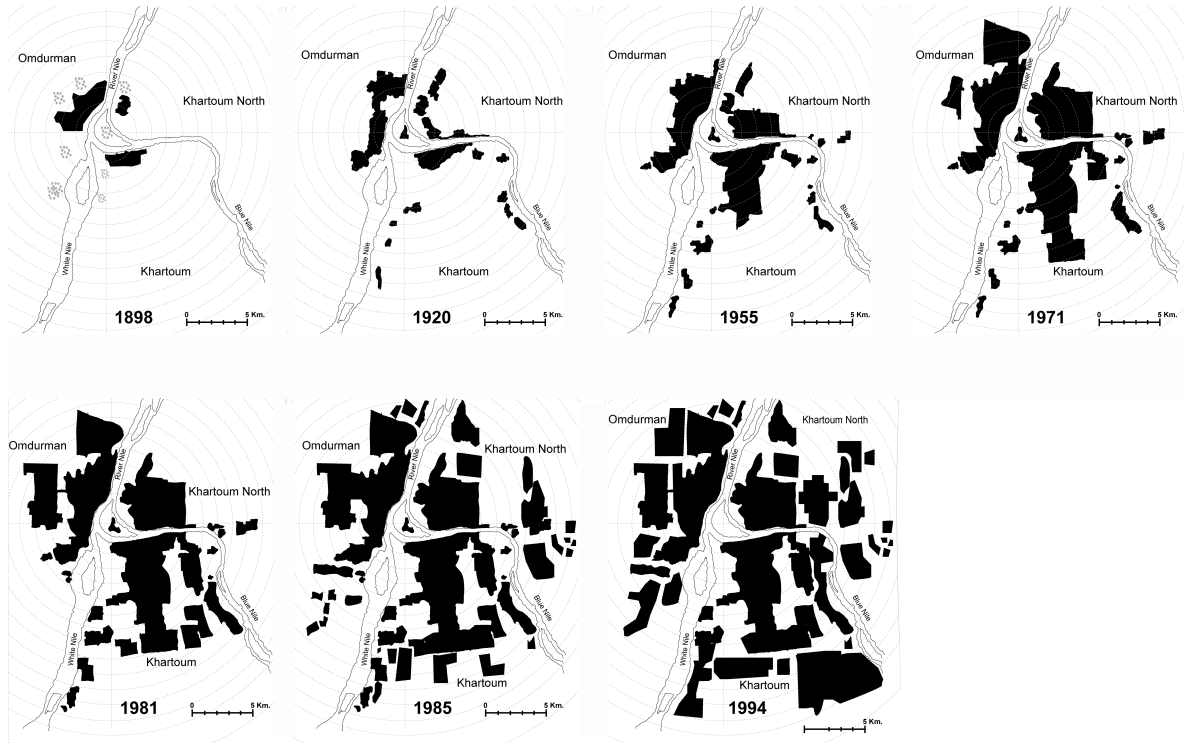 Omdurman
River Nile
Khartoum North
Blue Nile
White Nile
Khartoum
1898
0 5 Km.
Omdurman
River Nile
Khartoum North
Blue Nile
White Nile
Khartoum
1920
0 5 Km.
Omdurman
River Nile
Khartoum North
Blue Nile
White Nile
Khartoum
1955
0 5 Km.
Omdurman
River Nile
Khartoum North
Blue Nile
White Nile
Khartoum
1971
0 5 Km.
Omdurman
River Nile
Khartoum North
Blue Nile
White Nile
Khartoum
1981
0 5 Km.
Omdurman
River Nile
Khartoum North
Blue Nile
White Nile
Khartoum
1985
0 5 Km.
Omdurman
River Nile
Khartoum North
Blue Nile
White Nile
Khartoum
1994
0 5 Km.